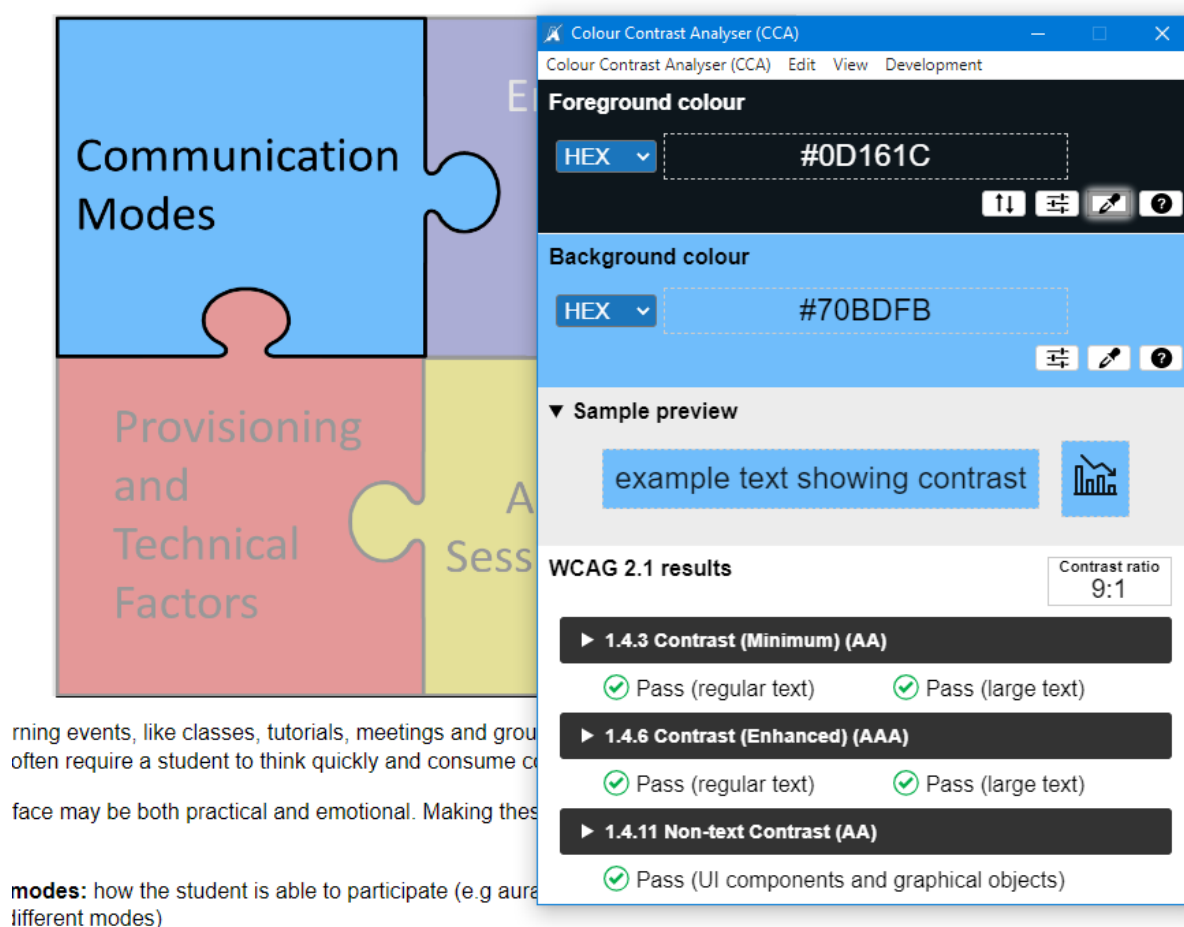 Communication
Modes
Provisioning
and
Technical
Factors
Colour Contrast Analyser (CCA)
Colour Contrast Analyser (CCA) Edit View Development
Foreground colour
HEX #0D161C
Background colour
HEX #70BDFB
Sample preview
example text showing contrast
WCAG 2.1 results
Contrast ratio
9:1
1.4.3 Contrast (Minimum) (AA)
Pass (regular text) Pass (large text)
1.4.6 Contrast (Enhanced) (AAA)
Pass (regular text) Pass (large text)
1.4.11 Non-text Contrast (AA)
Pass (UI components and graphical objects)
rning events, like classes, tutorials, meetings and grou
often require a student to think quickly and consume
face may be both practical and emotional. Making thes
modes: how the student is able to participate (e.g aura
different modes)